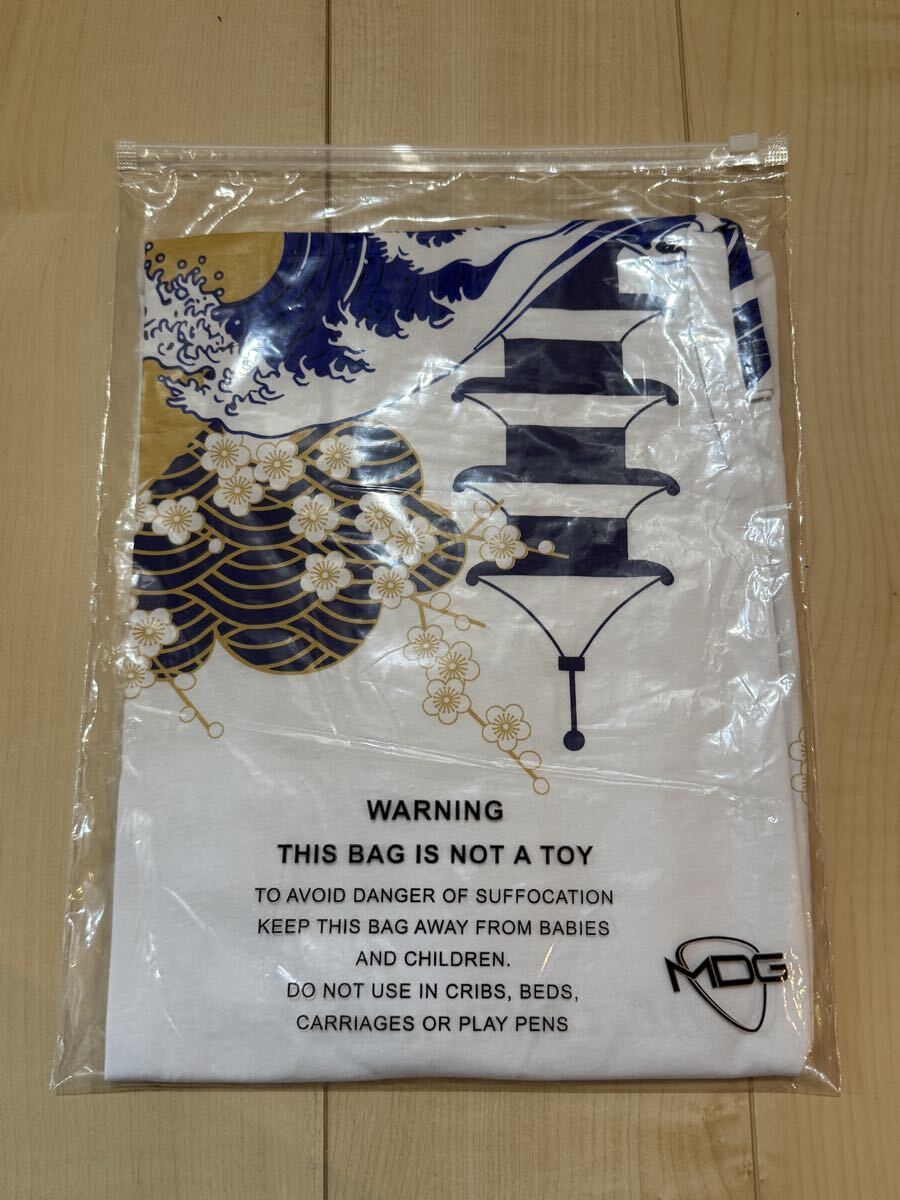 WARNING
THIS BAG IS NOT A TOY
TO AVOID DANGER OF SUFFOCATION
KEEP THIS BAG AWAY FROM BABIES
AND CHILDREN.
DO NOT USE IN CRIBS, BEDS,
CARRIAGES OR PLAY PENS
MDG